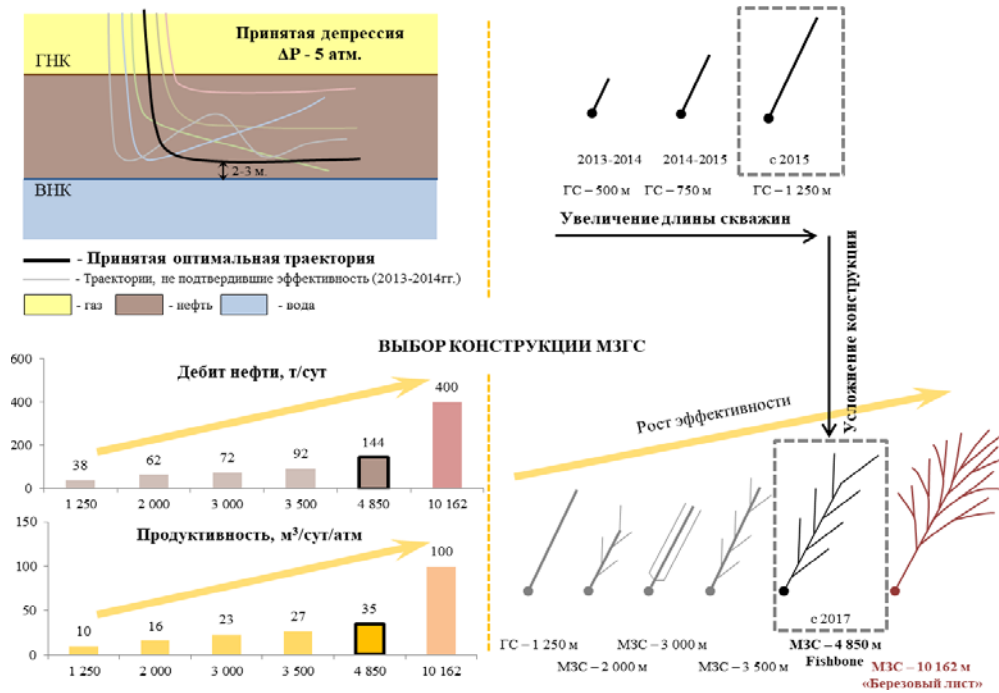 Принятая депрессия
ΔP - 5 атм.
ГНК
2-3 м.
ВНК
- Принятая оптимальная траектория
- Траектории, не подтвердившие эффективность (2013-2014гг.)
- газ
- нефть
- вода
2013-2014
2014-2015
с 2015
ГС – 500 м
ГС – 750 м
ГС – 1 250 м
Увеличение длины скважин
Усложнение конструкции
ВЫБОР КОНСТРУКЦИИ МЗГС
Дебит нефти, т/сут
600
400
200
0
38
62
72
92
144
400
1 250
2 000
3 000
3 500
4 850
10 162
Продуктивность, м³/сут/атм
150
100
50
0
10
16
23
27
35
100
1 250
2 000
3 000
3 500
4 850
10 162
Рост эффективности
с 2017
ГС – 1 250 м
МЗС – 2 000 м
МЗС – 3 000 м
МЗС – 3 500 м
МЗС – 4 850 м
Fishbone
МЗС – 10 162 м
«Березовый лист»